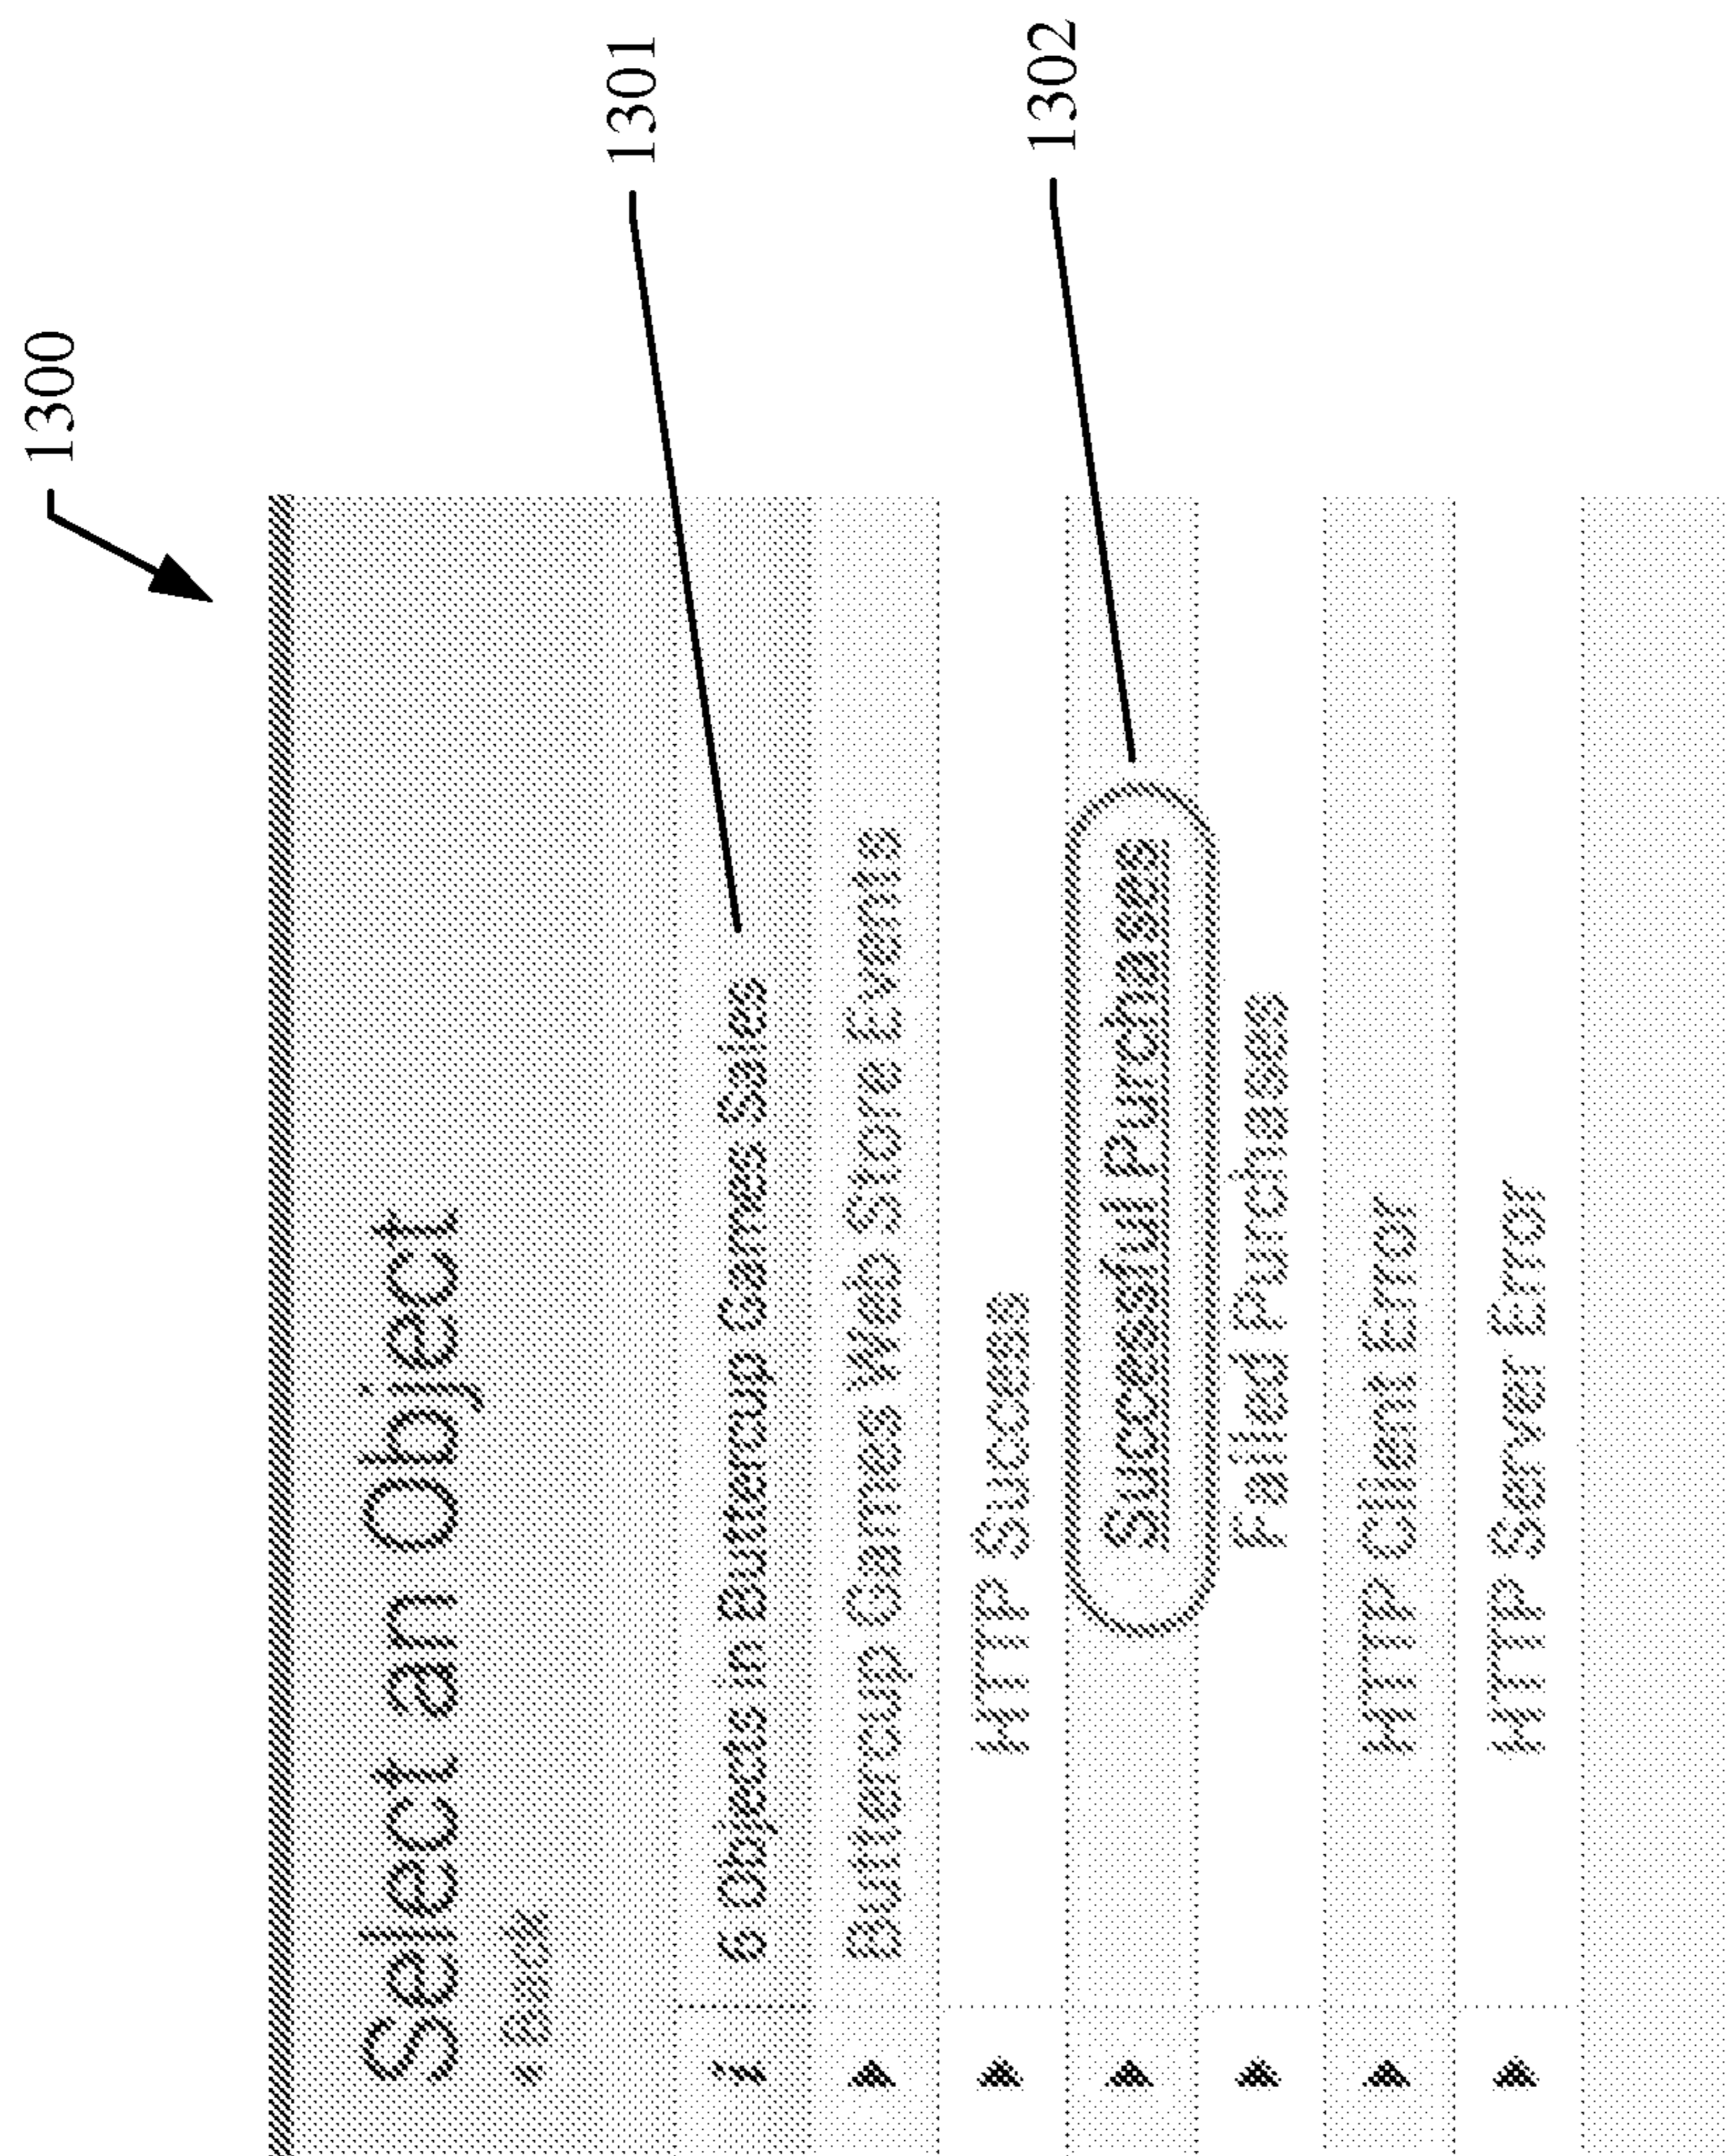 1300
Select an Object
‹ Back
i 6 Objects in Buttercup Games Sales
1301
Buttercup Games Web Store Events
HTTP Success
Successful Purchases
1302
Failed Purchases
HTTP Client Error
HTTP Server Error